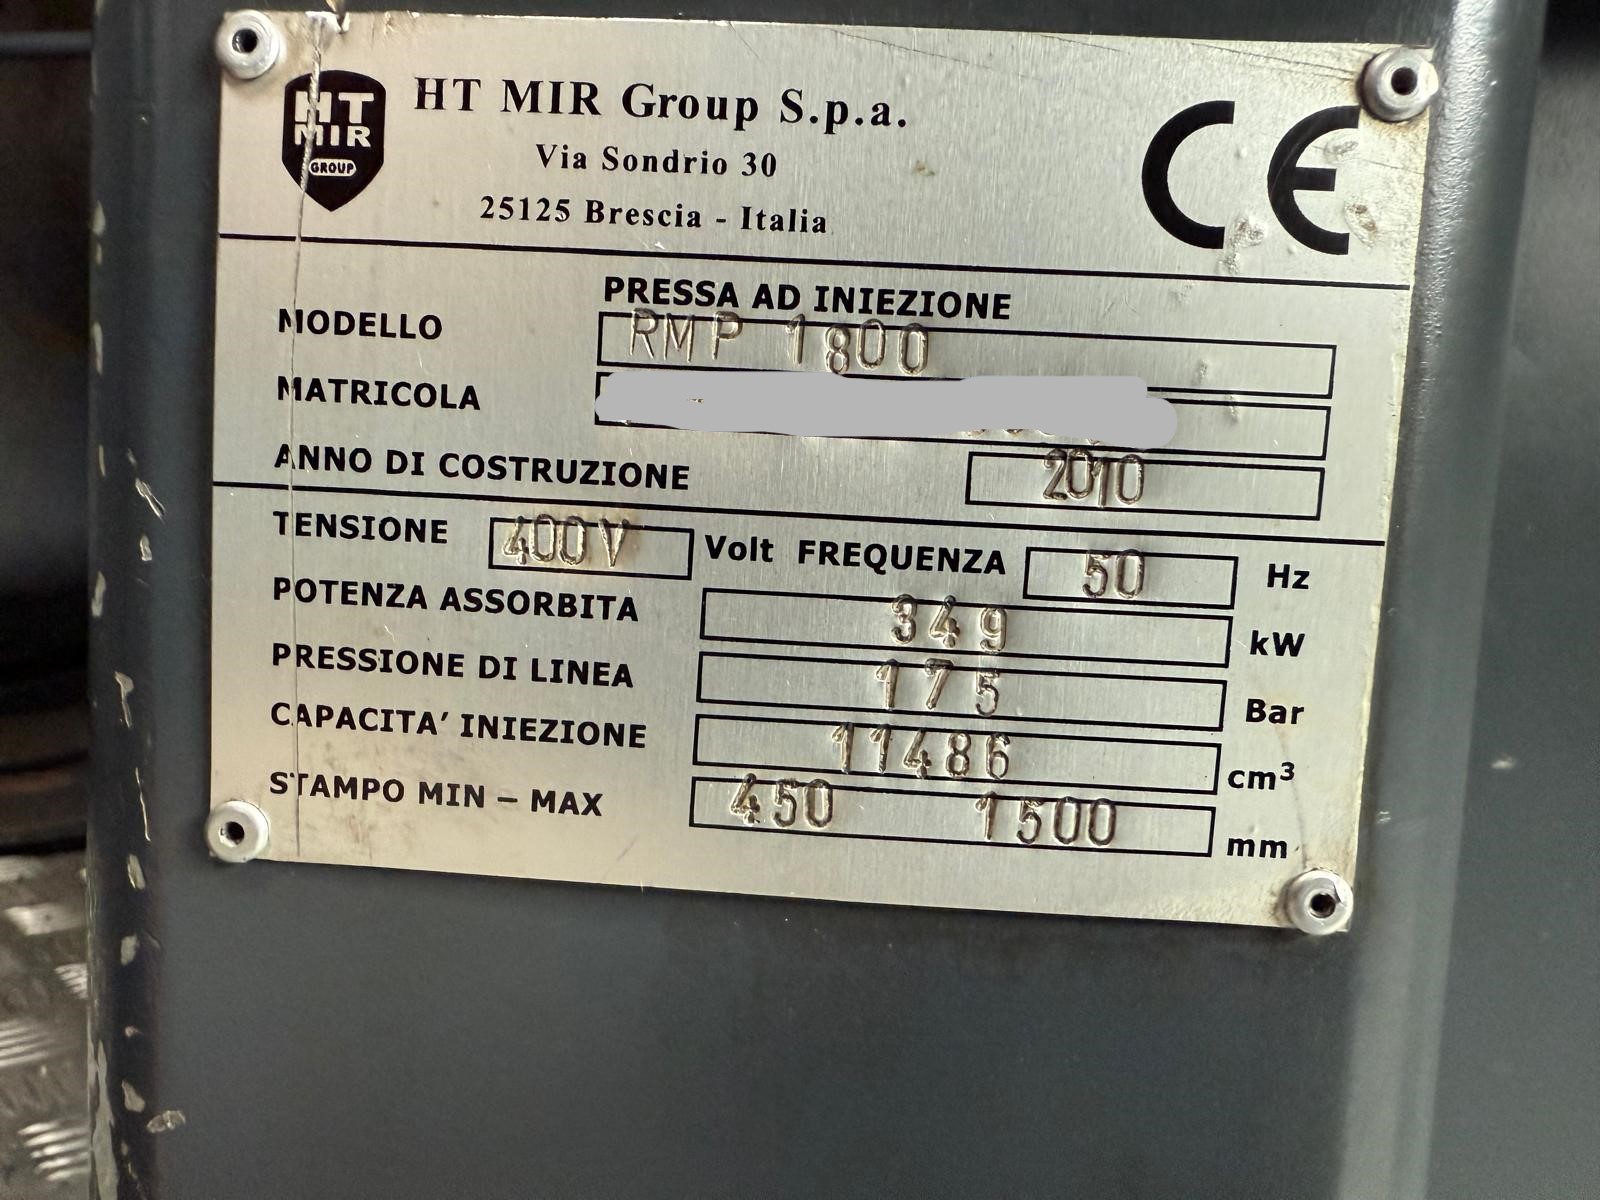 HT
MIR
GROUP
HT MIR Group S.p.a.
Via Sondrio 30
25125 Brescia - Italia
CE
PRESSA AD INIEZIONE
MODELLO RMP 1800
MATRICOLA
ANNO DI COSTRUZIONE 2010
TENSIONE 400V Volt FREQUENZA 50 Hz
POTENZA ASSORBITA 349 kW
PRESSIONE DI LINEA 175 Bar
CAPACITA' INIEZIONE 11486 cm³
STAMPO MIN – MAX 450 1500 mm